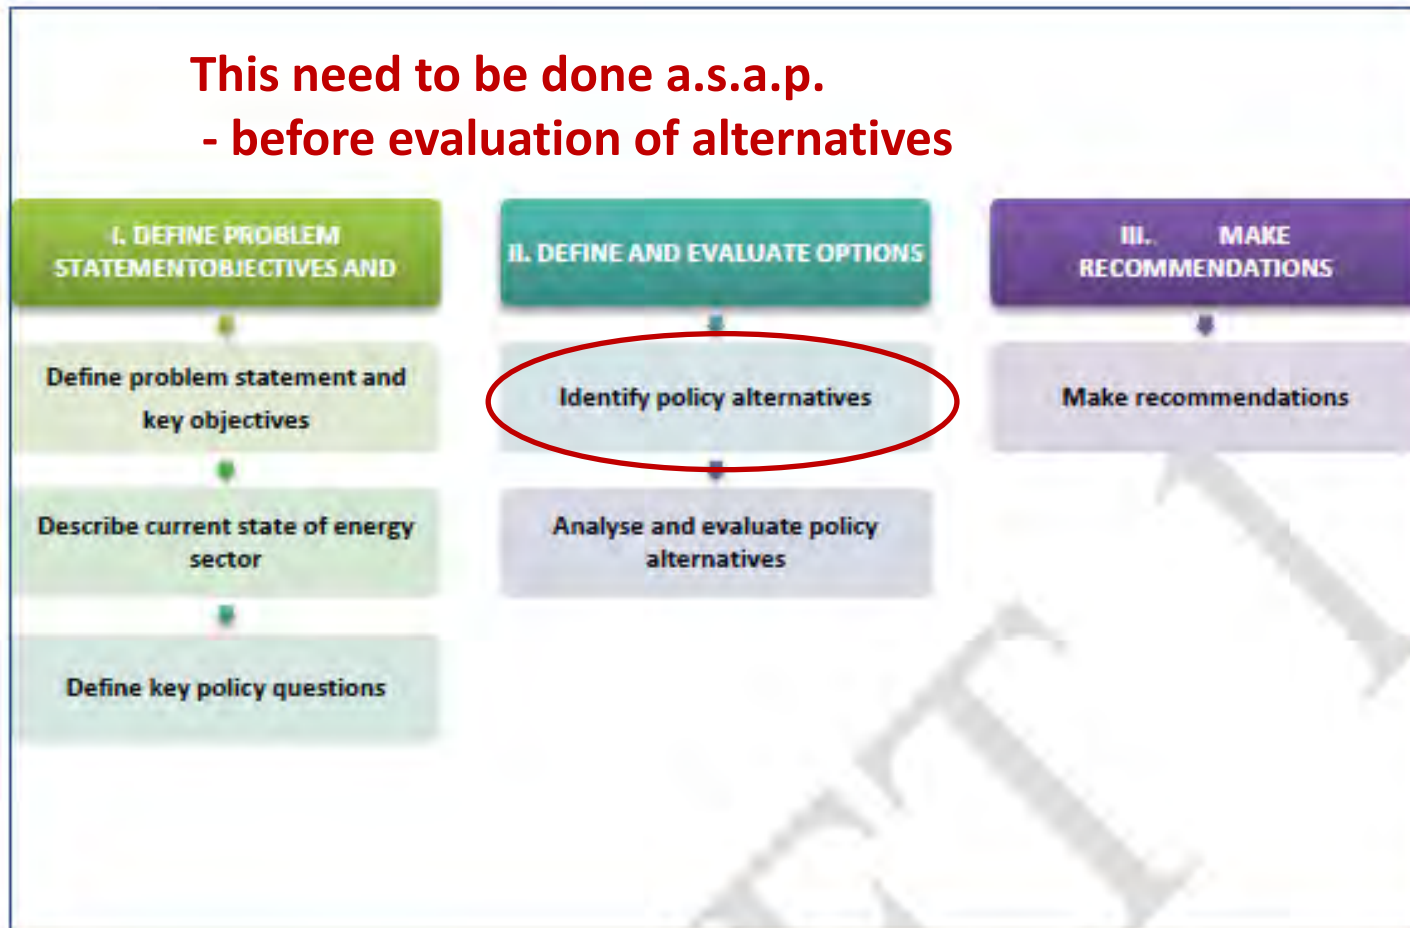 This need to be done a.s.a.p.
- before evaluation of alternatives
I. DEFINE PROBLEM
STATEMENTOBJECTIVES AND
Define problem statement and
key objectives
Describe current state of energy
sector
Define key policy questions
II. DEFINE AND EVALUATE OPTIONS
Identify policy alternatives
Analyse and evaluate policy
alternatives
III. MAKE
RECOMMENDATIONS
Make recommendations